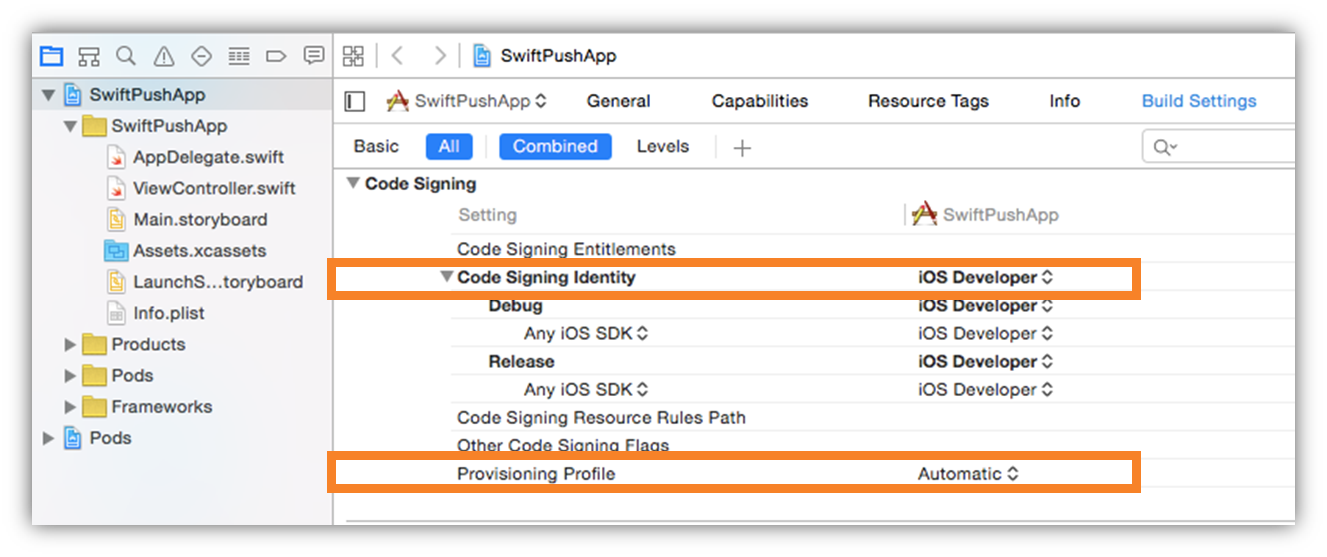 SwiftPushApp
SwiftPushApp
SwiftPushApp
AppDelegate.swift
ViewController.swift
Main.storyboard
Assets.xcassets
LaunchS...toryboard
Info.plist
Products
Pods
Frameworks
Pods
SwiftPushApp General Capabilities Resource Tags Info Build Settings
Basic All Combined Levels
Code Signing
Setting SwiftPushApp
Code Signing Entitlements
Code Signing Identity iOS Developer
Debug iOS Developer
Any iOS SDK iOS Developer
Release iOS Developer
Any iOS SDK iOS Developer
Code Signing Resource Rules Path
Other Code Signing Flags
Provisioning Profile Automatic